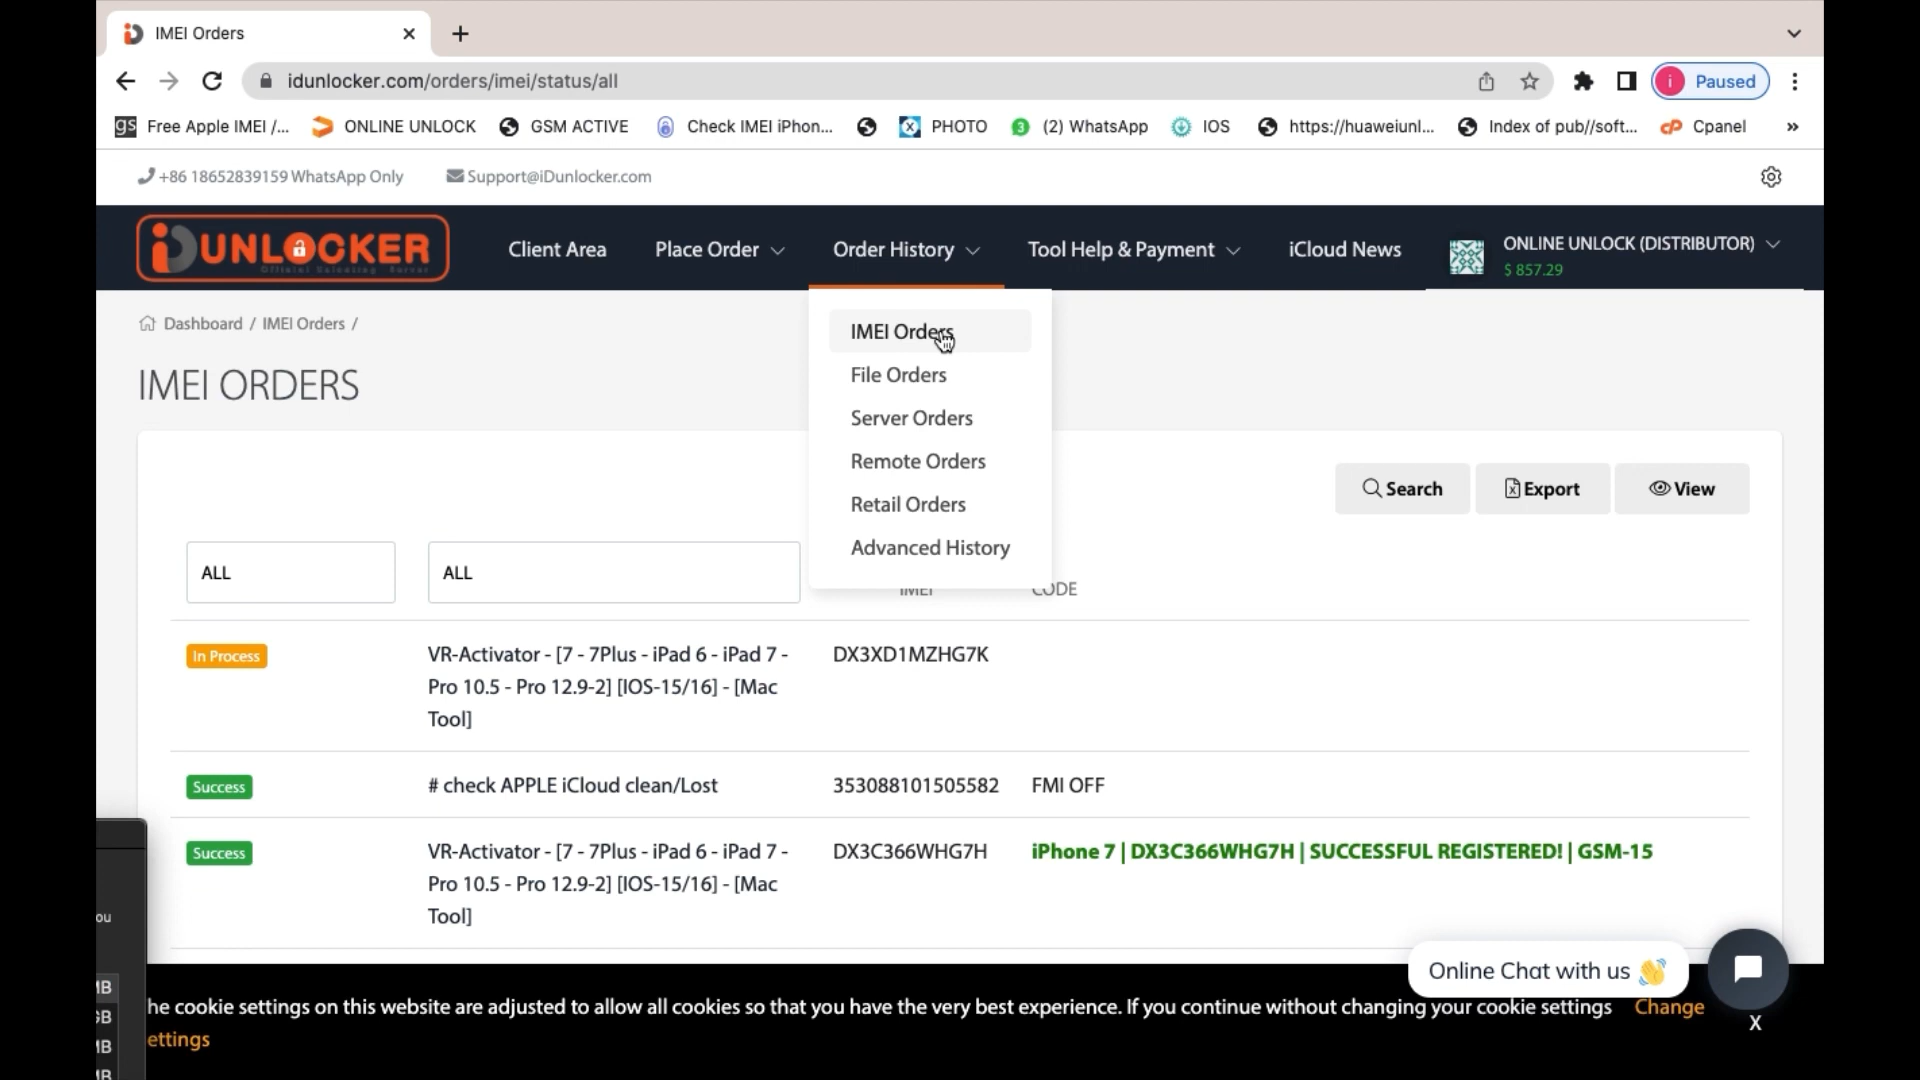 IMEI Orders
idunlocker.com/orders/imei/status/all
i Paused
gs Free Apple IMEI /... ONLINE UNLOCK GSM ACTIVE Check IMEI iPhon... PHOTO 3 (2) WhatsApp IOS https://huaweiunl... Index of pub//soft... cP Cpanel »
+86 18652839159 WhatsApp Only Support@iDunlocker.com
iDUNLOCKER
Client Area Place Order Order History Tool Help & Payment iCloud News ONLINE UNLOCK (DISTRIBUTOR)
$ 857.29
Dashboard / IMEI Orders /
IMEI Orders
File Orders
Server Orders
Remote Orders
Retail Orders
Advanced History
IMEI ORDERS
Search Export View
ALL ALL IMEI CODE
In Process VR-Activator - [7 - 7Plus - iPad 6 - iPad 7 - DX3XD1MZHG7K
Pro 10.5 - Pro 12.9-2] [IOS-15/16] - [Mac
Tool]
Success # check APPLE iCloud clean/Lost 353088101505582 FMI OFF
Success VR-Activator - [7 - 7Plus - iPad 6 - iPad 7 - DX3C366WHG7H iPhone 7 | DX3C366WHG7H | SUCCESSFUL REGISTERED! | GSM-15
Pro 10.5 - Pro 12.9-2] [IOS-15/16] - [Mac
Tool]
ou
Online Chat with us 👋
he cookie settings on this website are adjusted to allow all cookies so that you have the very best experience. If you continue without changing your cookie settings Change
ettings
X
MB
GB
MB
MB